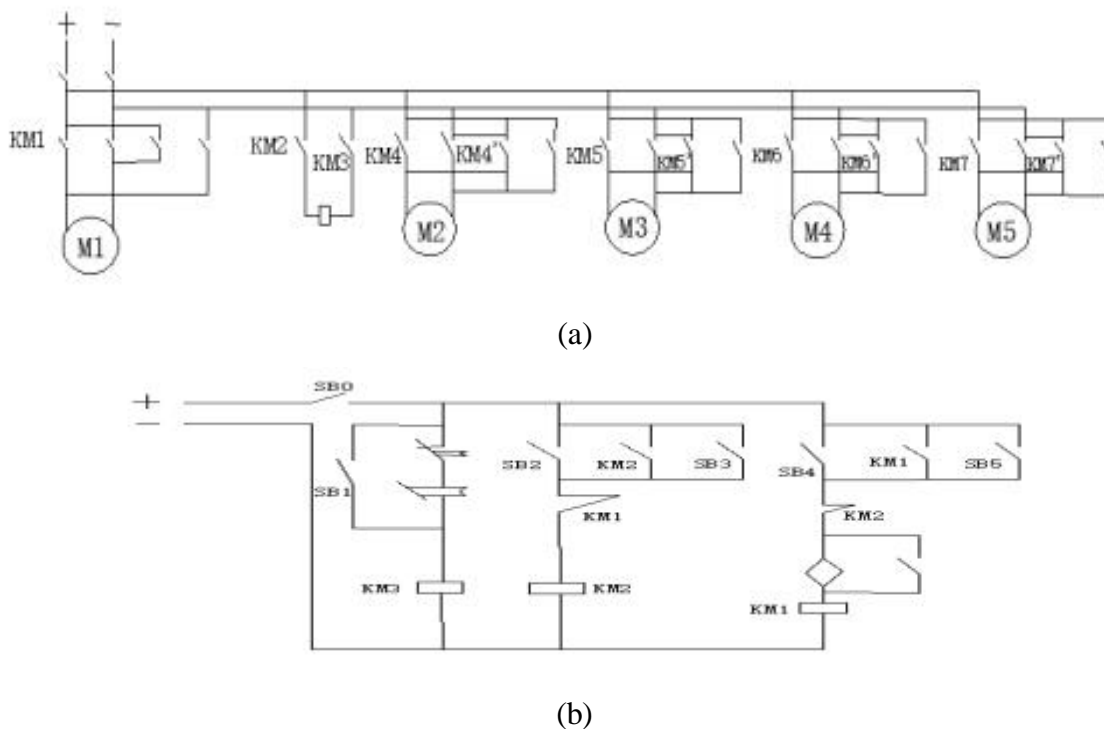 + -
KM1 KM2 KM3 KM4 KM4' KM5 KM5' KM6 KM6' KM7 KM7'
M1 M2 M3 M4 M5
(a)
+ SB0
-
SB1 SB2 KM2 SB3 SB4 KM1 SB5
KM1 KM2
KM3 KM2 KM1
(b)